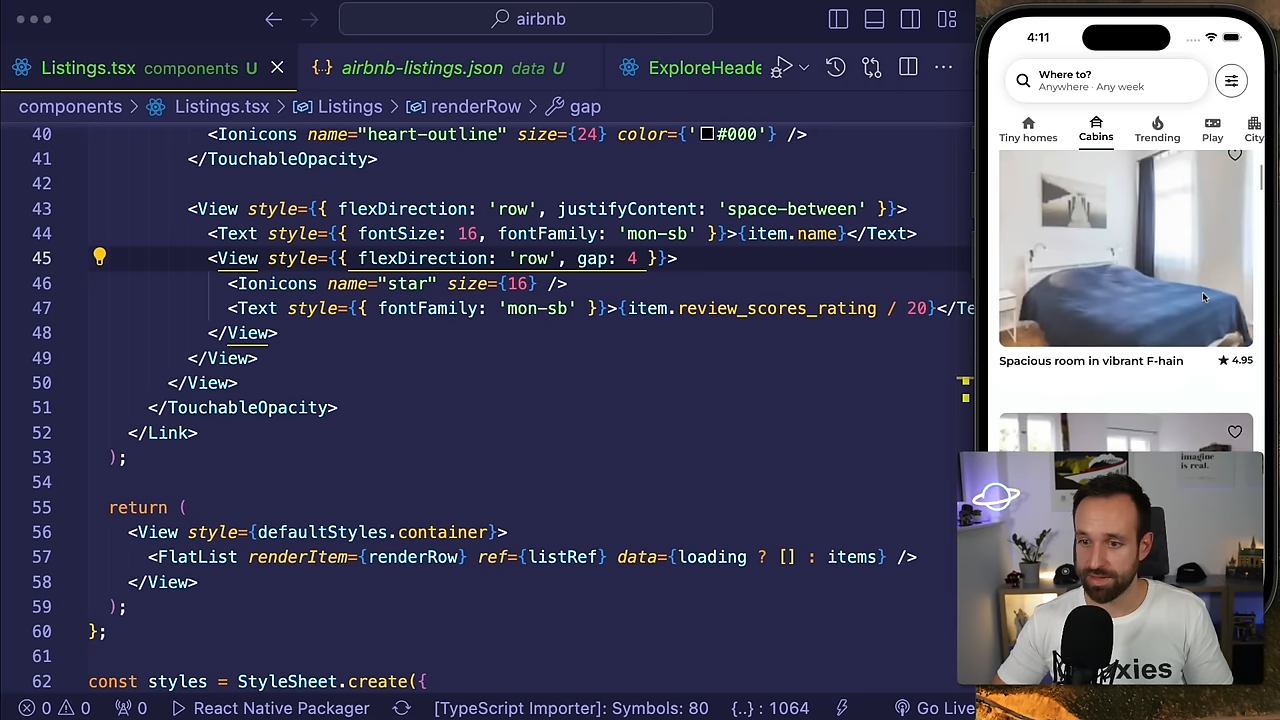 airbnb
Listings.tsx components U
airbnb-listings.json data U
ExploreHeade
components > Listings.tsx > Listings > renderRow > gap
40 <Ionicons name="heart-outline" size={24} color={'#000'} />
41 </TouchableOpacity>
42
43 <View style={{ flexDirection: 'row', justifyContent: 'space-between' }}>
44 <Text style={{ fontSize: 16, fontFamily: 'mon-sb' }}>{item.name}</Text>
45 <View style={{ flexDirection: 'row', gap: 4 }}>
46 <Ionicons name="star" size={16} />
47 <Text style={{ fontFamily: 'mon-sb' }}>{item.review_scores_rating / 20}</Te
48 </View>
49 </View>
50 </View>
51 </TouchableOpacity>
52 </Link>
53 );
54
55 return (
56 <View style={defaultStyles.container}>
57 <FlatList renderItem={renderRow} ref={listRef} data={loading ? [] : items} />
58 </View>
59 );
60 };
61
62 const styles = StyleSheet.create({
0 0 0 React Native Packager [TypeScript Importer]: Symbols: 80 {..} : 1064 Go Live
4:11
Where to?
Anywhere · Any week
Tiny homes Cabins Trending Play City
Spacious room in vibrant F-hain ★ 4.95
imagine
is real.